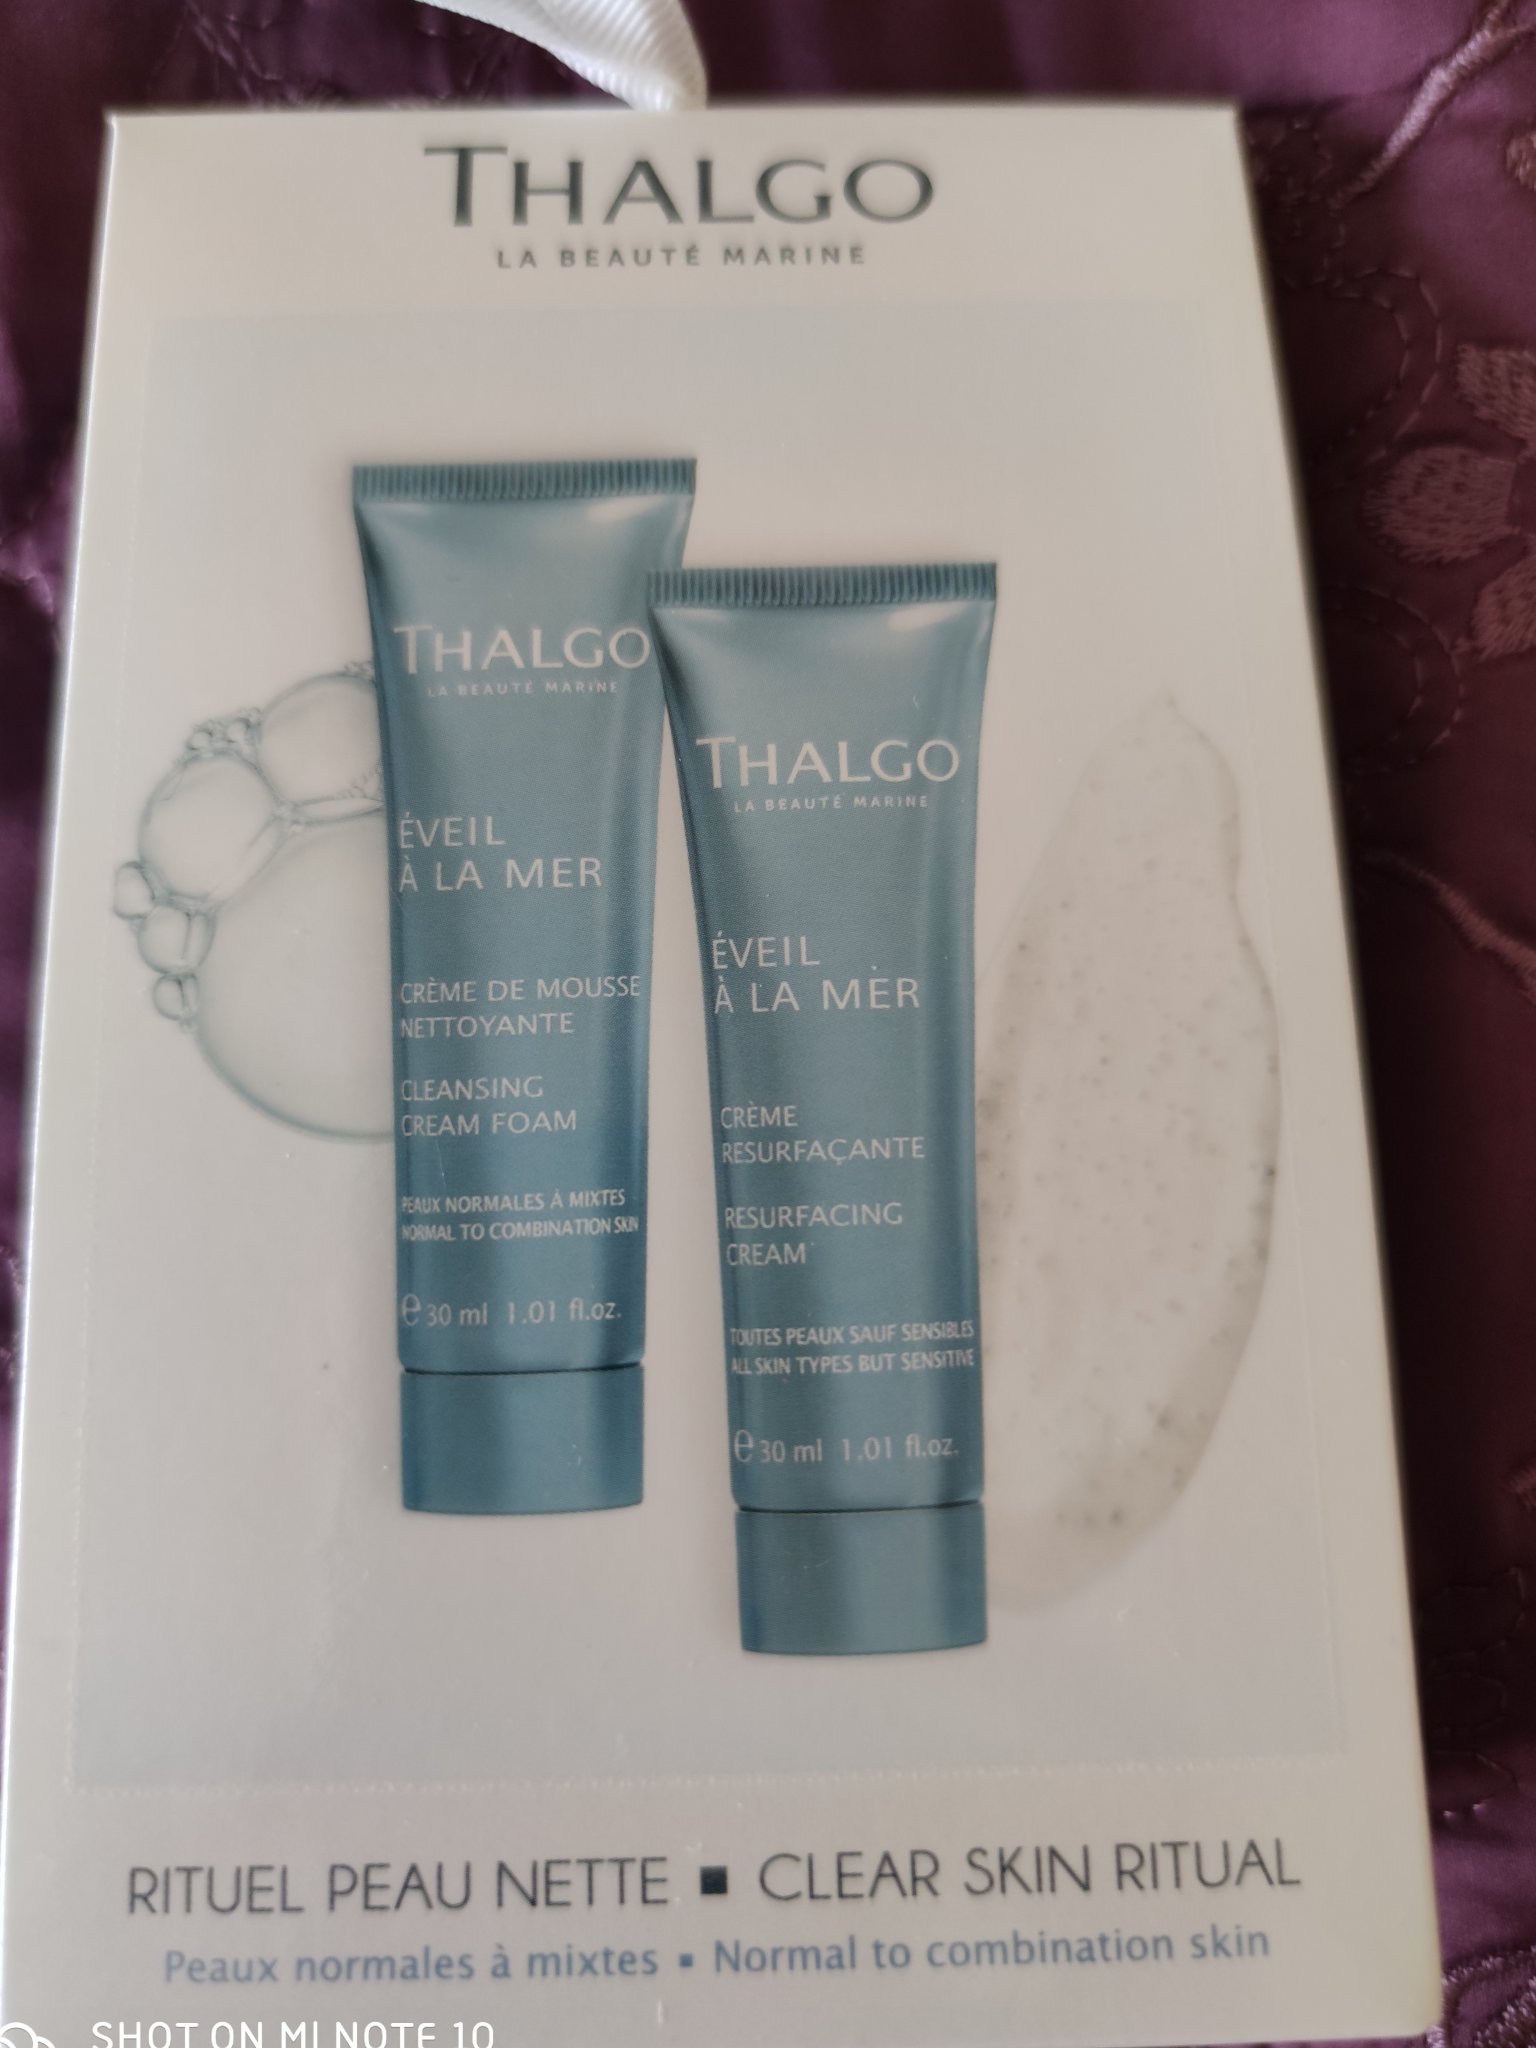 THALGO
LA BEAUTÉ MARINE
THALGO
LA BEAUTÉ MARINE
ÉVEIL
À LA MER
CRÈME DE MOUSSE
NETTOYANTE
CLEANSING
CREAM FOAM
PEAUX NORMALES À MIXTES
NORMAL TO COMBINATION SKIN
e 30 ml 1.01 fl.oz.
THALGO
LA BEAUTÉ MARINE
ÉVEIL
À LA MER
CRÈME
RESURFAÇANTE
RESURFACING
CREAM
TOUTES PEAUX SAUF SENSIBLES
ALL SKIN TYPES BUT SENSITIVE
e 30 ml 1.01 fl.oz.
RITUEL PEAU NETTE ▪ CLEAR SKIN RITUAL
Peaux normales à mixtes ▪ Normal to combination skin
SHOT ON MI NOTE 10